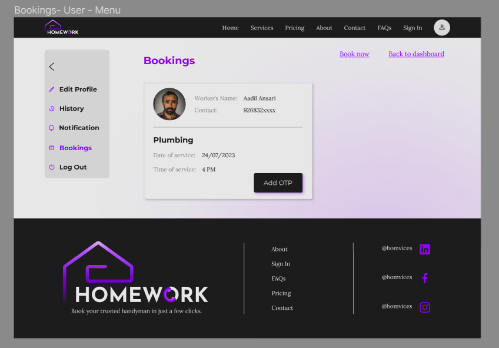 Bookings- User - Menu
HOMEWORK
Home Services Pricing About Contact FAQs Sign In
Edit Profile
History
Notification
Bookings
Log Out
Bookings
Book now Back to dashboard
Worker's Name: Aadil Ansari
Contact: 926832xxxx
Plumbing
Date of service: 24/07/2023
Time of service: 4 PM
Add OTP
HOMEWORK
Book your trusted handyman in just a few clicks.
About
Sign In
FAQs
Pricing
Contact
@homvices
@homvices
@homvices